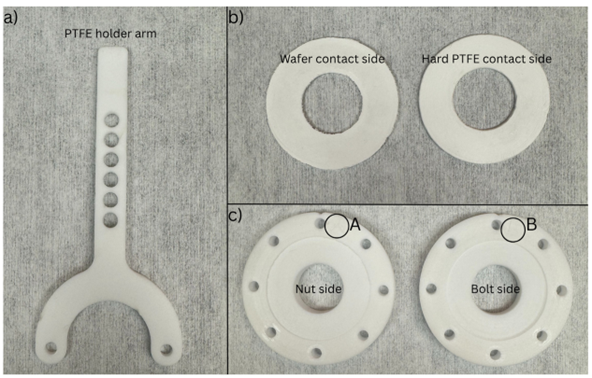 a)
PTFE holder arm
b)
Wafer contact side
Hard PTFE contact side
c)
A
B
Nut side
Bolt side